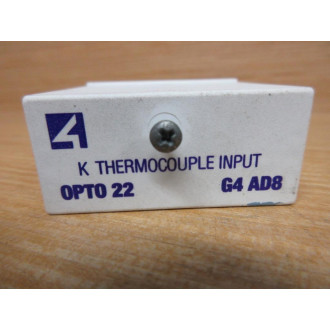 K THERMOCOUPLE INPUT
OPTO 22 G4 AD8